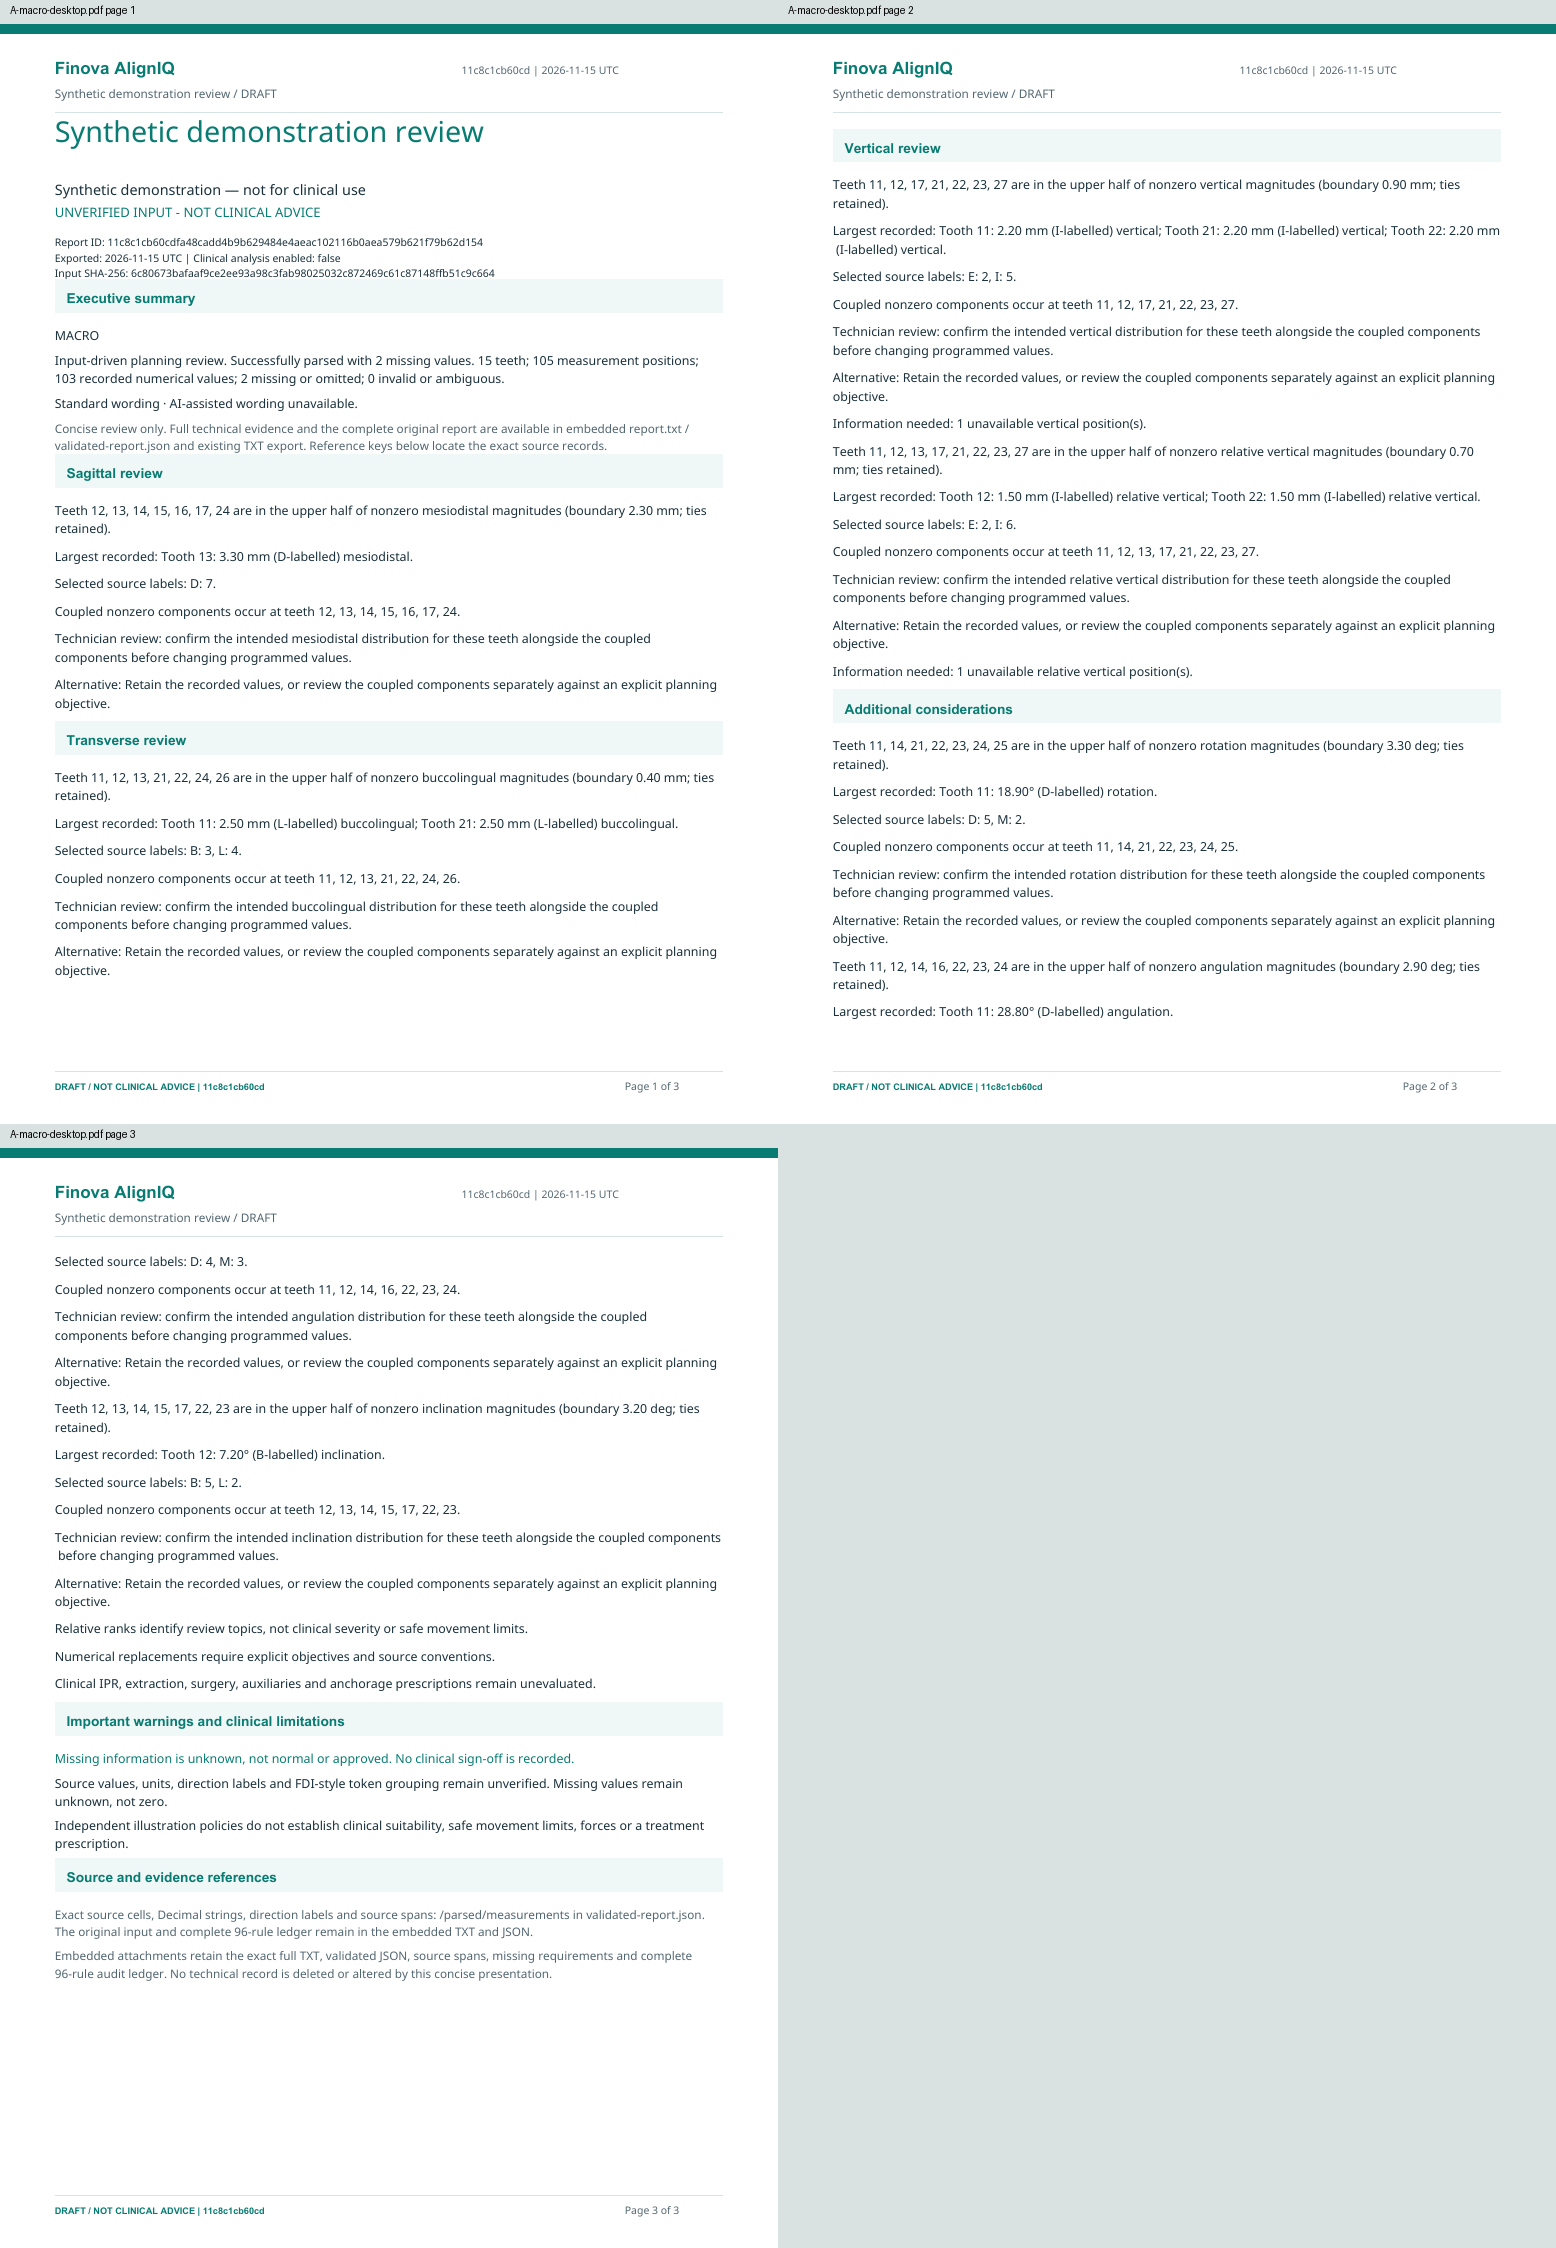 A-macro-desktop.pdf page 1
Finova AlignIQ
11c8c1cb60cd | 2026-11-15 UTC
Synthetic demonstration review / DRAFT
Synthetic demonstration review
Synthetic demonstration — not for clinical use
UNVERIFIED INPUT - NOT CLINICAL ADVICE
Report ID: 11c8c1cb60cdfa48cadd4b9b629484e4aeac102116b0aea579b621f79b62d154
Exported: 2026-11-15 UTC | Clinical analysis enabled: false
Input SHA-256: 6c80673bafaaf9ce2ee93a98c3fab98025032c872469c61c87148ffb51c9c664
Executive summary
MACRO
Input-driven planning review. Successfully parsed with 2 missing values. 15 teeth; 105 measurement positions;
103 recorded numerical values; 2 missing or omitted; 0 invalid or ambiguous.
Standard wording · AI-assisted wording unavailable.
Concise review only. Full technical evidence and the complete original report are available in embedded report.txt /
validated-report.json and existing TXT export. Reference keys below locate the exact source records.
Sagittal review
Teeth 12, 13, 14, 15, 16, 17, 24 are in the upper half of nonzero mesiodistal magnitudes (boundary 2.30 mm; ties
retained).
Largest recorded: Tooth 13: 3.30 mm (D-labelled) mesiodistal.
Selected source labels: D: 7.
Coupled nonzero components occur at teeth 12, 13, 14, 15, 16, 17, 24.
Technician review: confirm the intended mesiodistal distribution for these teeth alongside the coupled
components before changing programmed values.
Alternative: Retain the recorded values, or review the coupled components separately against an explicit planning
objective.
Transverse review
Teeth 11, 12, 13, 21, 22, 24, 26 are in the upper half of nonzero buccolingual magnitudes (boundary 0.40 mm; ties
retained).
Largest recorded: Tooth 11: 2.50 mm (L-labelled) buccolingual; Tooth 21: 2.50 mm (L-labelled) buccolingual.
Selected source labels: B: 3, L: 4.
Coupled nonzero components occur at teeth 11, 12, 13, 21, 22, 24, 26.
Technician review: confirm the intended buccolingual distribution for these teeth alongside the coupled
components before changing programmed values.
Alternative: Retain the recorded values, or review the coupled components separately against an explicit planning
objective.
DRAFT / NOT CLINICAL ADVICE | 11c8c1cb60cd
Page 1 of 3
A-macro-desktop.pdf page 2
Finova AlignIQ
11c8c1cb60cd | 2026-11-15 UTC
Synthetic demonstration review / DRAFT
Vertical review
Teeth 11, 12, 17, 21, 22, 23, 27 are in the upper half of nonzero vertical magnitudes (boundary 0.90 mm; ties
retained).
Largest recorded: Tooth 11: 2.20 mm (I-labelled) vertical; Tooth 21: 2.20 mm (I-labelled) vertical; Tooth 22: 2.20 mm
(I-labelled) vertical.
Selected source labels: E: 2, I: 5.
Coupled nonzero components occur at teeth 11, 12, 17, 21, 22, 23, 27.
Technician review: confirm the intended vertical distribution for these teeth alongside the coupled components
before changing programmed values.
Alternative: Retain the recorded values, or review the coupled components separately against an explicit planning
objective.
Information needed: 1 unavailable vertical position(s).
Teeth 11, 12, 13, 17, 21, 22, 23, 27 are in the upper half of nonzero relative vertical magnitudes (boundary 0.70
mm; ties retained).
Largest recorded: Tooth 12: 1.50 mm (I-labelled) relative vertical; Tooth 22: 1.50 mm (I-labelled) relative vertical.
Selected source labels: E: 2, I: 6.
Coupled nonzero components occur at teeth 11, 12, 13, 17, 21, 22, 23, 27.
Technician review: confirm the intended relative vertical distribution for these teeth alongside the coupled
components before changing programmed values.
Alternative: Retain the recorded values, or review the coupled components separately against an explicit planning
objective.
Information needed: 1 unavailable relative vertical position(s).
Additional considerations
Teeth 11, 14, 21, 22, 23, 24, 25 are in the upper half of nonzero rotation magnitudes (boundary 3.30 deg; ties
retained).
Largest recorded: Tooth 11: 18.90° (D-labelled) rotation.
Selected source labels: D: 5, M: 2.
Coupled nonzero components occur at teeth 11, 14, 21, 22, 23, 24, 25.
Technician review: confirm the intended rotation distribution for these teeth alongside the coupled components
before changing programmed values.
Alternative: Retain the recorded values, or review the coupled components separately against an explicit planning
objective.
Teeth 11, 12, 14, 16, 22, 23, 24 are in the upper half of nonzero angulation magnitudes (boundary 2.90 deg; ties
retained).
Largest recorded: Tooth 11: 28.80° (D-labelled) angulation.
DRAFT / NOT CLINICAL ADVICE | 11c8c1cb60cd
Page 2 of 3
A-macro-desktop.pdf page 3
Finova AlignIQ
11c8c1cb60cd | 2026-11-15 UTC
Synthetic demonstration review / DRAFT
Selected source labels: D: 4, M: 3.
Coupled nonzero components occur at teeth 11, 12, 14, 16, 22, 23, 24.
Technician review: confirm the intended angulation distribution for these teeth alongside the coupled
components before changing programmed values.
Alternative: Retain the recorded values, or review the coupled components separately against an explicit planning
objective.
Teeth 12, 13, 14, 15, 17, 22, 23 are in the upper half of nonzero inclination magnitudes (boundary 3.20 deg; ties
retained).
Largest recorded: Tooth 12: 7.20° (B-labelled) inclination.
Selected source labels: B: 5, L: 2.
Coupled nonzero components occur at teeth 12, 13, 14, 15, 17, 22, 23.
Technician review: confirm the intended inclination distribution for these teeth alongside the coupled components
before changing programmed values.
Alternative: Retain the recorded values, or review the coupled components separately against an explicit planning
objective.
Relative ranks identify review topics, not clinical severity or safe movement limits.
Numerical replacements require explicit objectives and source conventions.
Clinical IPR, extraction, surgery, auxiliaries and anchorage prescriptions remain unevaluated.
Important warnings and clinical limitations
Missing information is unknown, not normal or approved. No clinical sign-off is recorded.
Source values, units, direction labels and FDI-style token grouping remain unverified. Missing values remain
unknown, not zero.
Independent illustration policies do not establish clinical suitability, safe movement limits, forces or a treatment
prescription.
Source and evidence references
Exact source cells, Decimal strings, direction labels and source spans: /parsed/measurements in validated-report.json.
The original input and complete 96-rule ledger remain in the embedded TXT and JSON.
Embedded attachments retain the exact full TXT, validated JSON, source spans, missing requirements and complete
96-rule audit ledger. No technical record is deleted or altered by this concise presentation.
DRAFT / NOT CLINICAL ADVICE | 11c8c1cb60cd
Page 3 of 3